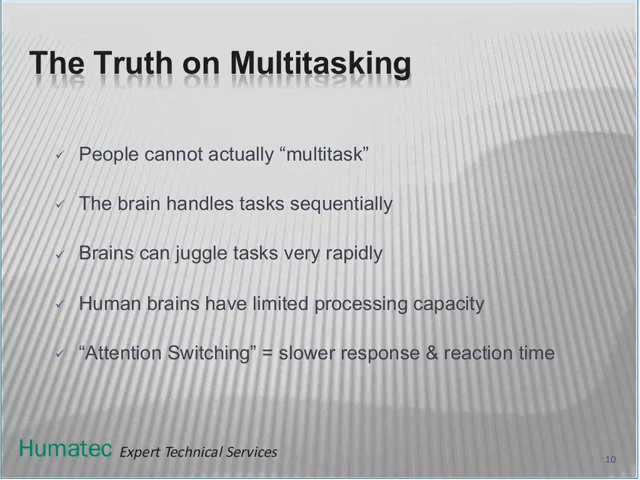 The Truth on Multitasking
✓ People cannot actually “multitask”
✓ The brain handles tasks sequentially
✓ Brains can juggle tasks very rapidly
✓ Human brains have limited processing capacity
✓ “Attention Switching” = slower response & reaction time
Humatec Expert Technical Services
10